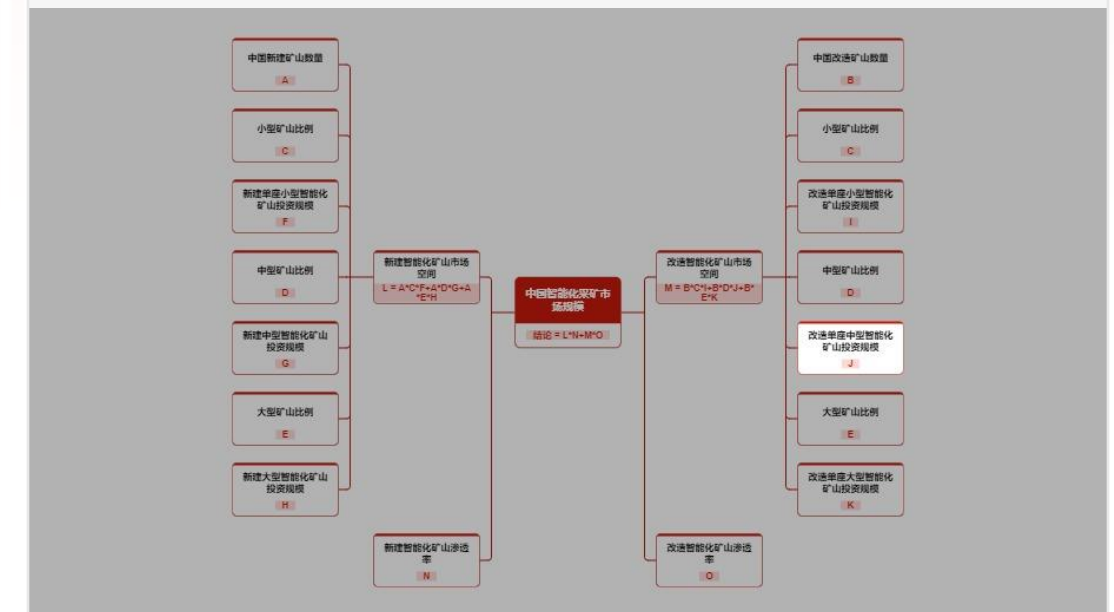 中国新建矿山数量
A
小型矿山比例
C
新建单座小型智能化
矿山投资规模
F
中型矿山比例
D
新建中型智能化矿山
投资规模
G
大型矿山比例
E
新建大型智能化矿山
投资规模
H
新建智能化矿山市场
空间
L = A*C*F+A*D*G+A
*E*H
新建智能化矿山渗透
率
N
中国智能化采矿市
场规模
结论 = L*N+M*O
改造智能化矿山市场
空间
M = B*C*I+B*D*J+B*
E*K
改造智能化矿山渗透
率
O
中国改造矿山数量
B
小型矿山比例
C
改造单座小型智能化
矿山投资规模
I
中型矿山比例
D
改造单座中型智能化
矿山投资规模
J
大型矿山比例
E
改造单座大型智能化
矿山投资规模
K